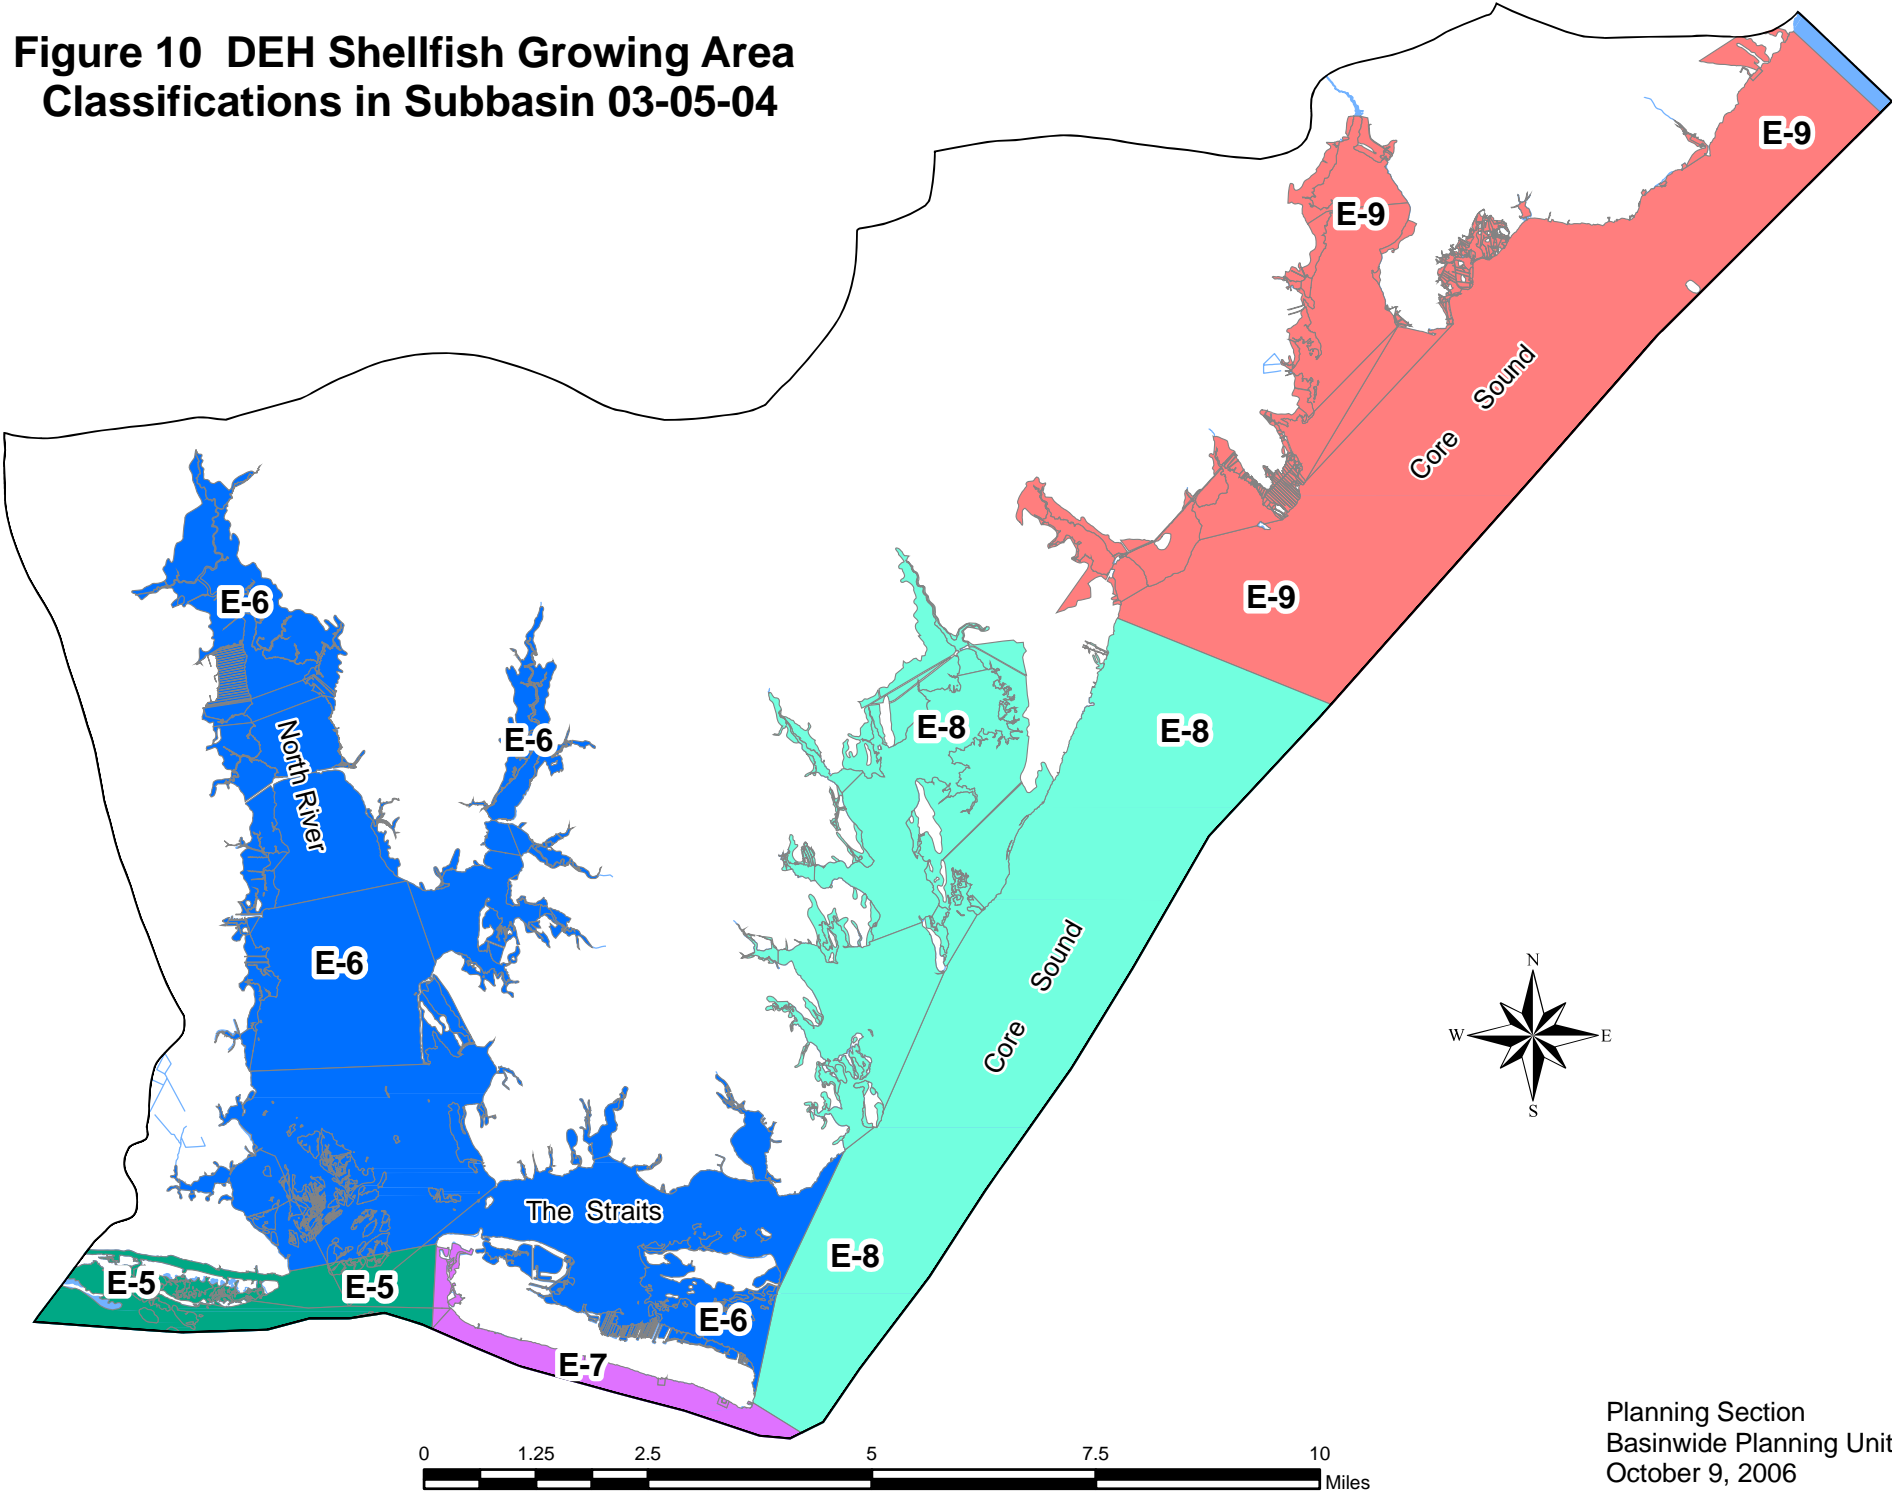 Figure 10 DEH Shellfish Growing Area
Classifications in Subbasin 03-05-04
E-9
E-9
Core Sound
E-9
E-6
E-6
North River
E-8
E-8
E-6
Core Sound
The Straits
E-8
E-5
E-5
E-6
E-7
N
W
E
S
0 1.25 2.5 5 7.5 10
Miles
Planning Section
Basinwide Planning Unit
October 9, 2006